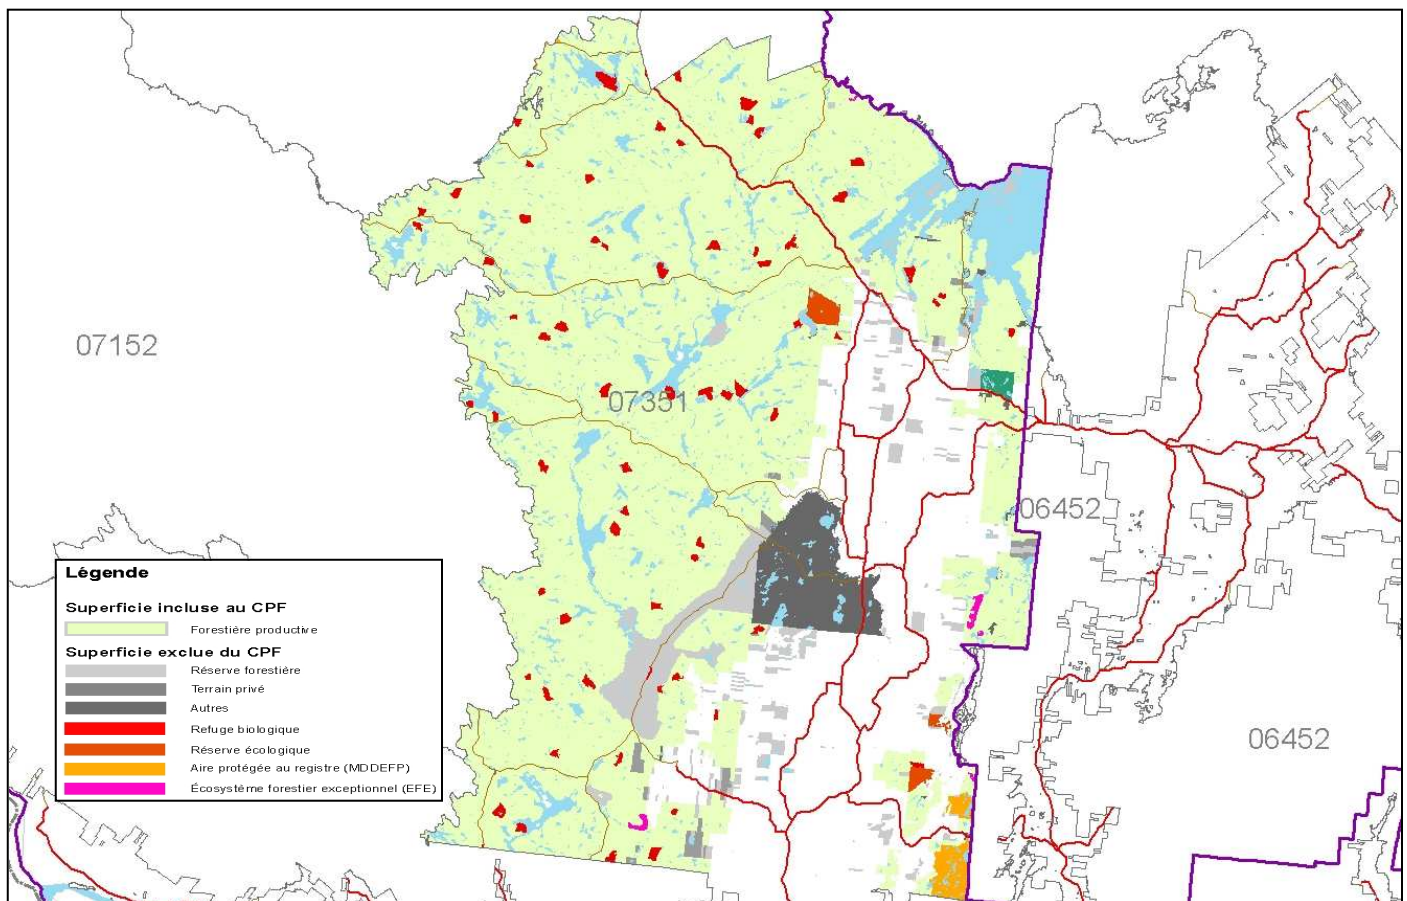 07152
07351
06452
06452
Légende
Superficie incluse au CPF
Forestière productive
Superficie exclue du CPF
Réserve forestière
Terrain privé
Autres
Refuge biologique
Réserve écologique
Aire protégée au registre (MDDEFP)
Écosystème forestier exceptionnel (EFE)